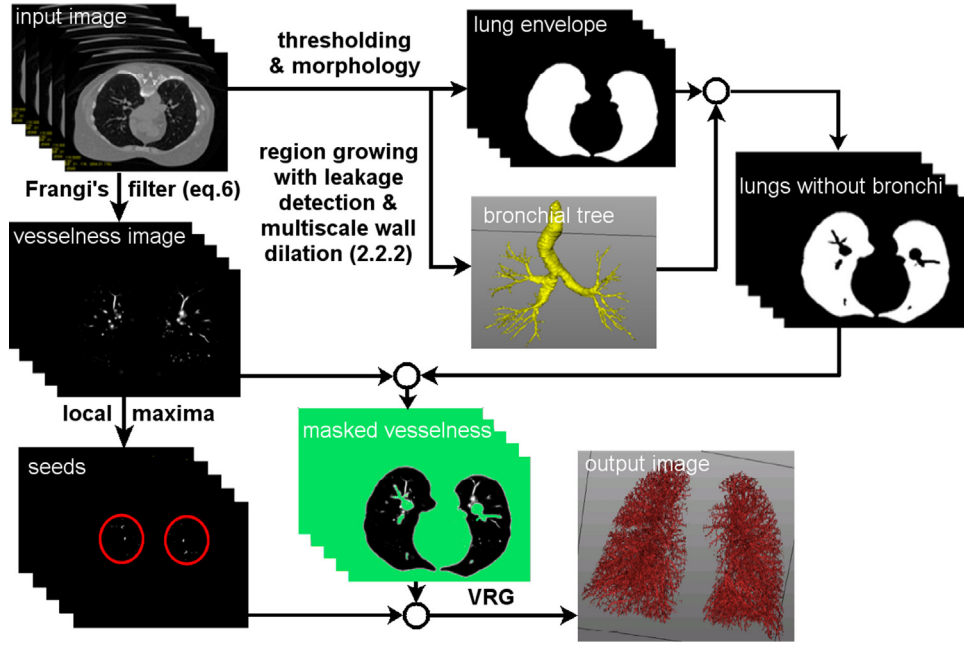 input image
thresholding
& morphology
lung envelope
region growing
with leakage
detection &
multiscale wall
dilation (2.2.2)
bronchial tree
lungs without bronchi
Frangi's filter (eq.6)
vesselness image
local maxima
masked vesselness
seeds
output image
VRG